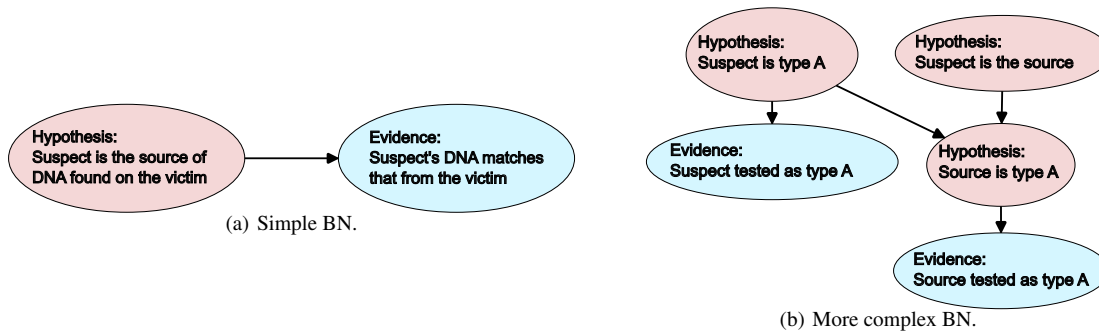 Hypothesis:
Suspect is the source of
DNA found on the victim
Evidence:
Suspect's DNA matches
that from the victim
(a) Simple BN.
Hypothesis:
Suspect is type A
Hypothesis:
Suspect is the source
Evidence:
Suspect tested as type A
Hypothesis:
Source is type A
Evidence:
Source tested as type A
(b) More complex BN.